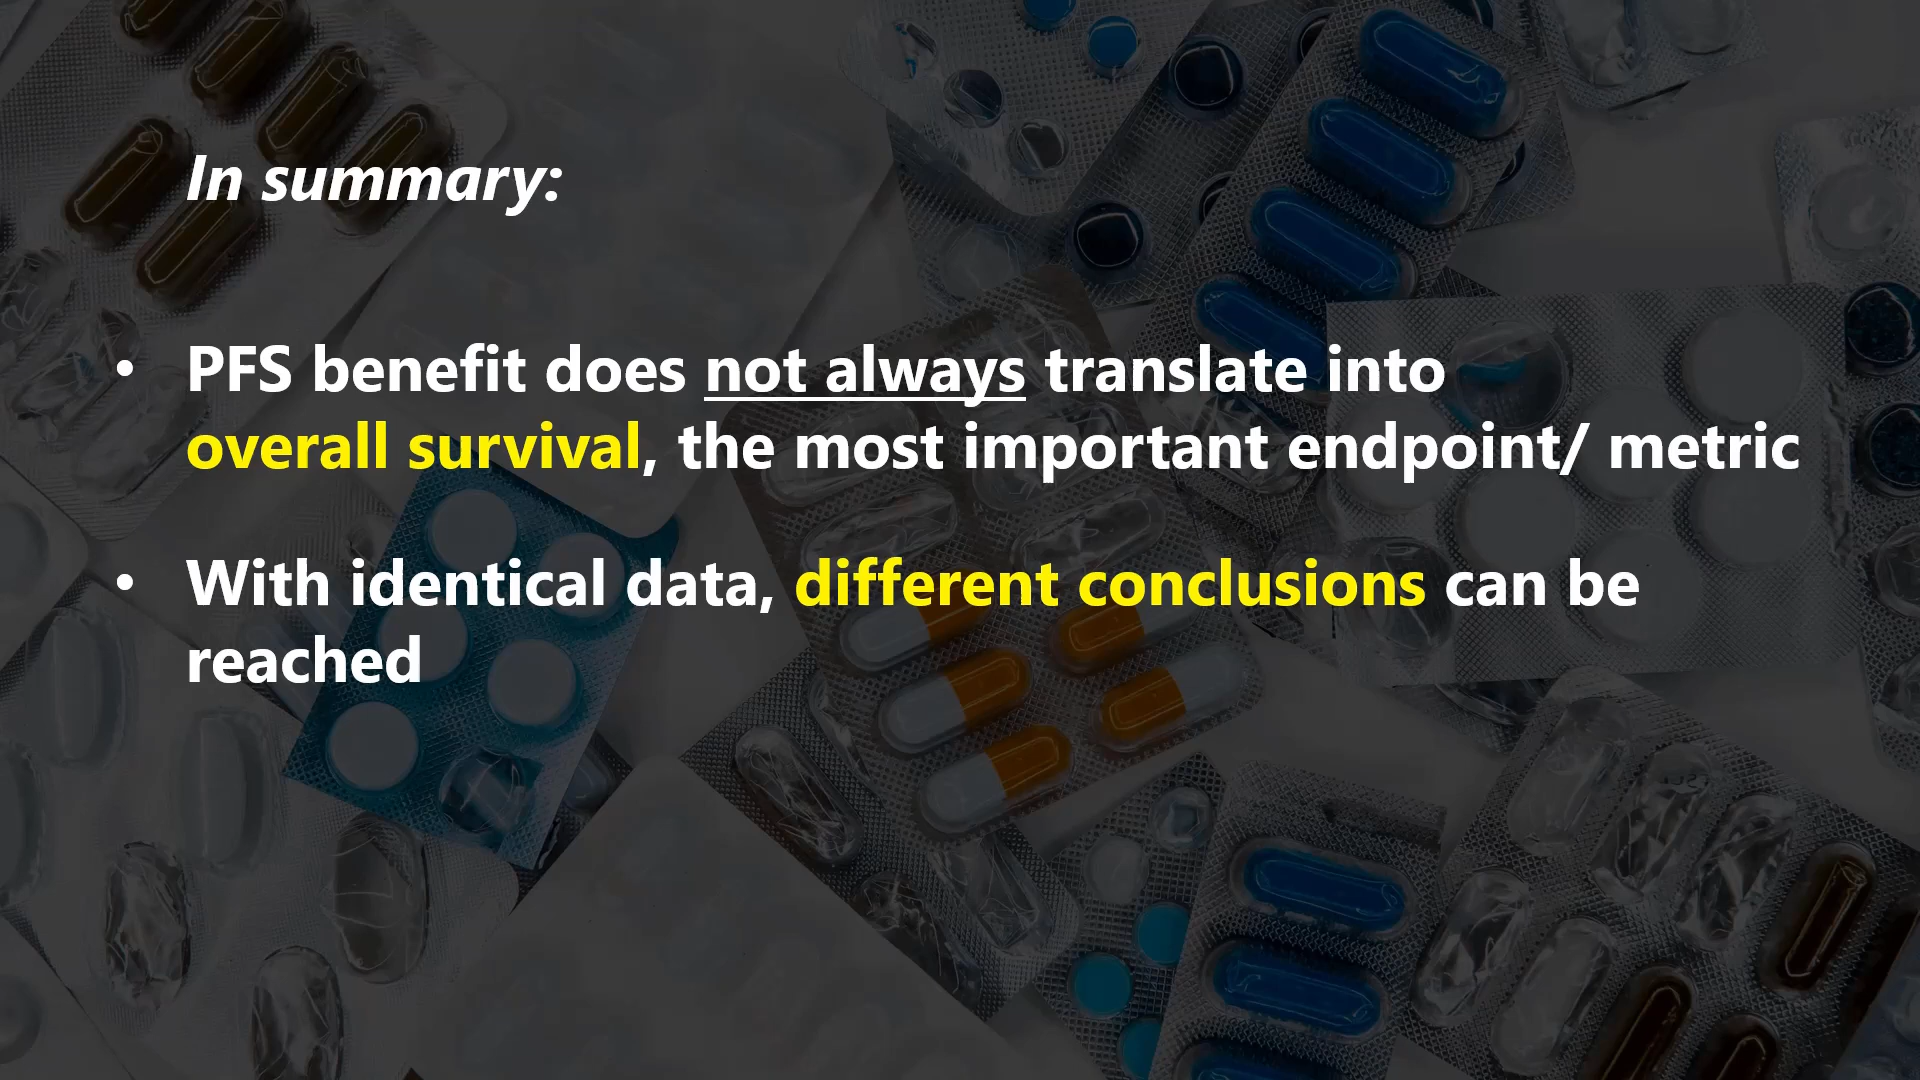 In summary:
• PFS benefit does not always translate into
overall survival, the most important endpoint/ metric
• With identical data, different conclusions can be
reached